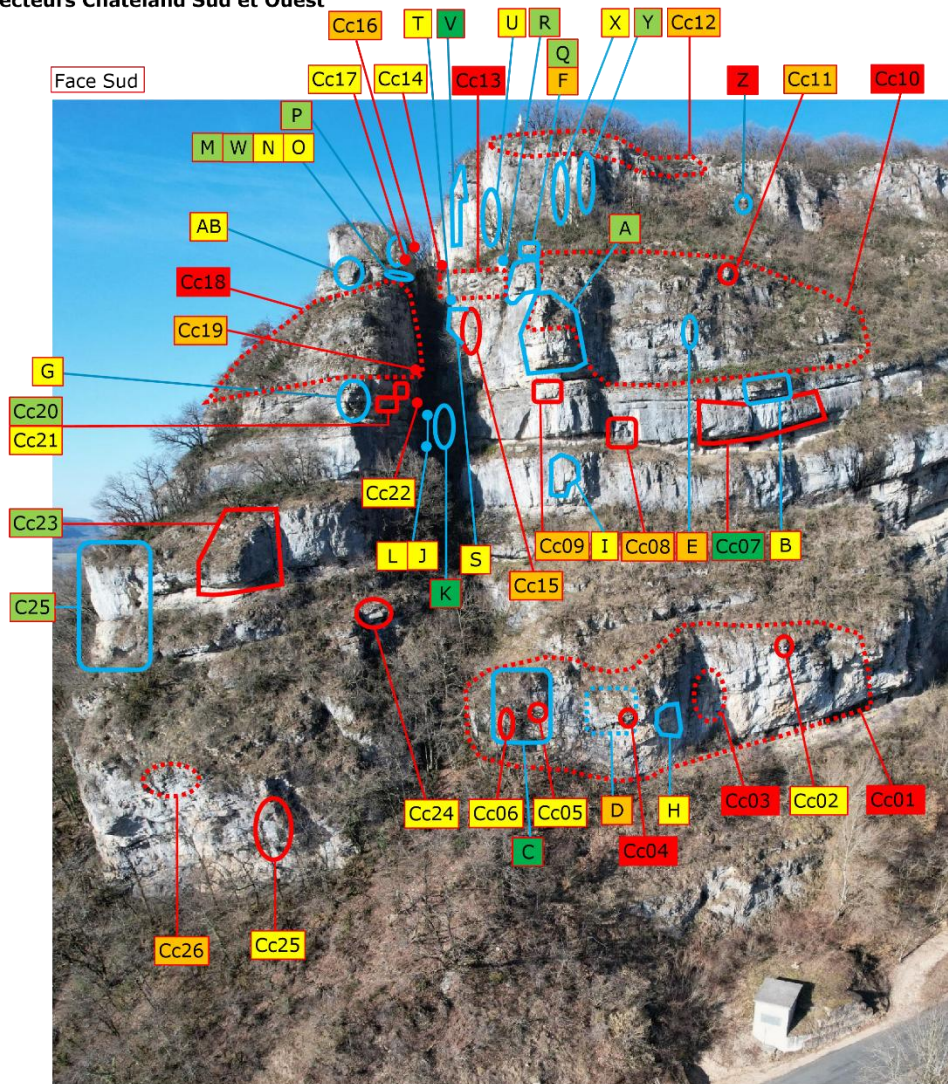 ecteurs Chateland Sud et Ouest
Cc16 T V U R X Y Cc12
Q
Face Sud Cc17 Cc14 Cc13 F Z Cc11 Cc10
P
M W N O
AB A
Cc18
Cc19
G
Cc20
Cc21
Cc22
Cc23
L J S Cc09 I Cc08 E Cc07 B
Cc15
K
C25
Cc24 Cc06 Cc05 D H Cc03 Cc02 Cc01
C Cc04
Cc26 Cc25